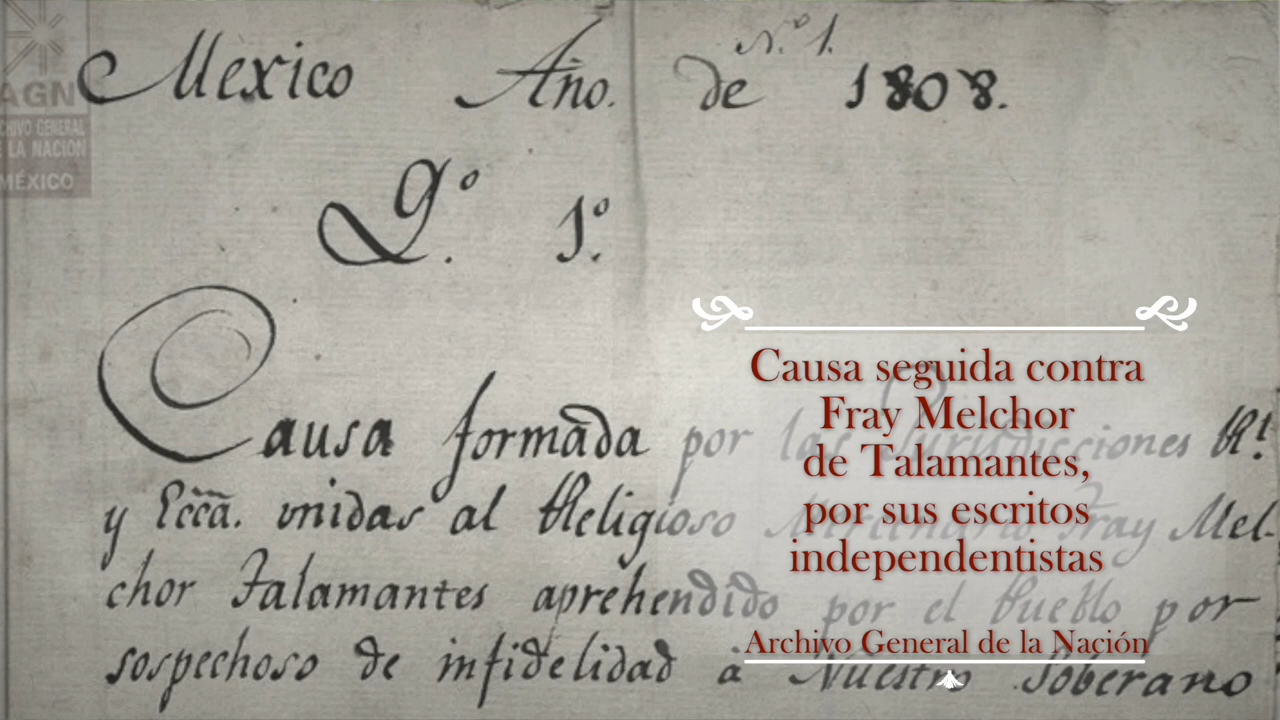 AGN
ARCHIVO GENERAL
DE LA NACIÓN
MÉXICO
N.º 1.
Mexico Año. de 1808.
Q.º 1.º
Causa formada por las Jurisdicciones Rl.
y Eccã. unidas al Religioso Mercenario Fray Mel-
chor Talamantes aprehendido por el Pueblo por
sospechoso de infidelidad à Nuestro Soberano
Causa seguida contra
Fray Melchor
de Talamantes,
por sus escritos
independentistas
Archivo General de la Nación